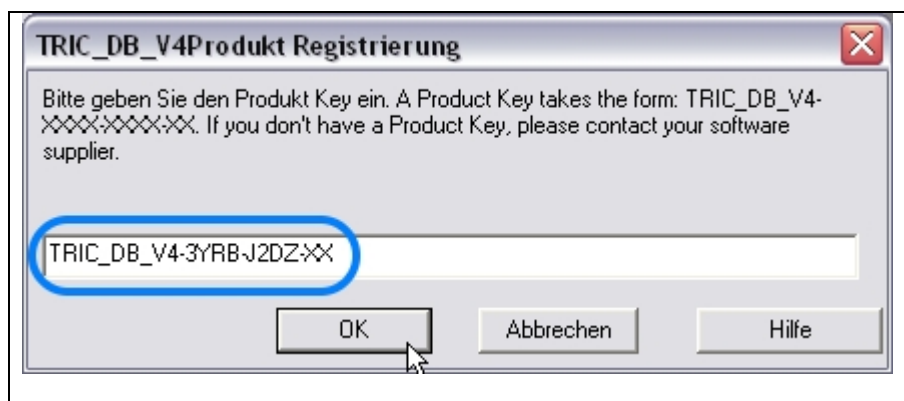 TRIC_DB_V4Produkt Registrierung
Bitte geben Sie den Produkt Key ein. A Product Key takes the form: TRIC_DB_V4-
XXXX-XXXX-XX. If you don't have a Product Key, please contact your software
supplier.
TRIC_DB_V4-3YRB-J2DZ-XX
OK Abbrechen Hilfe